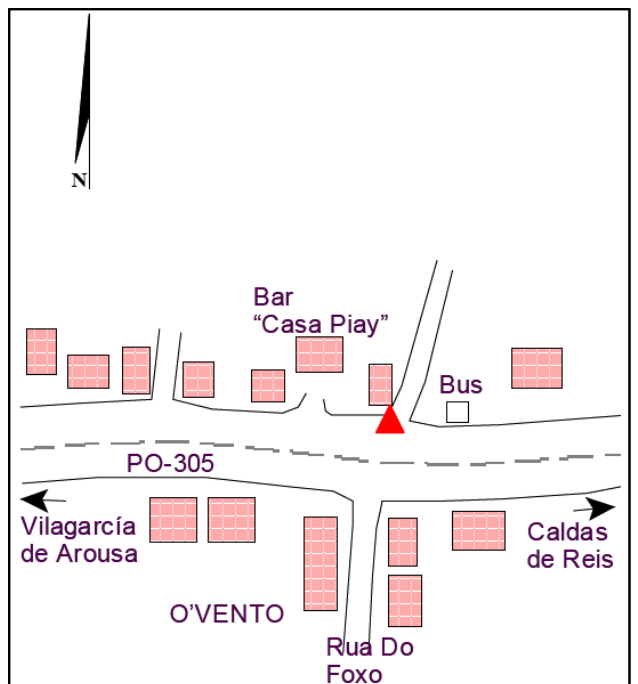 N
Bar
“Casa Piay”
Bus
PO-305
Vilagarcía
de Arousa
Caldas
de Reis
O'VENTO
Rua Do
Foxo